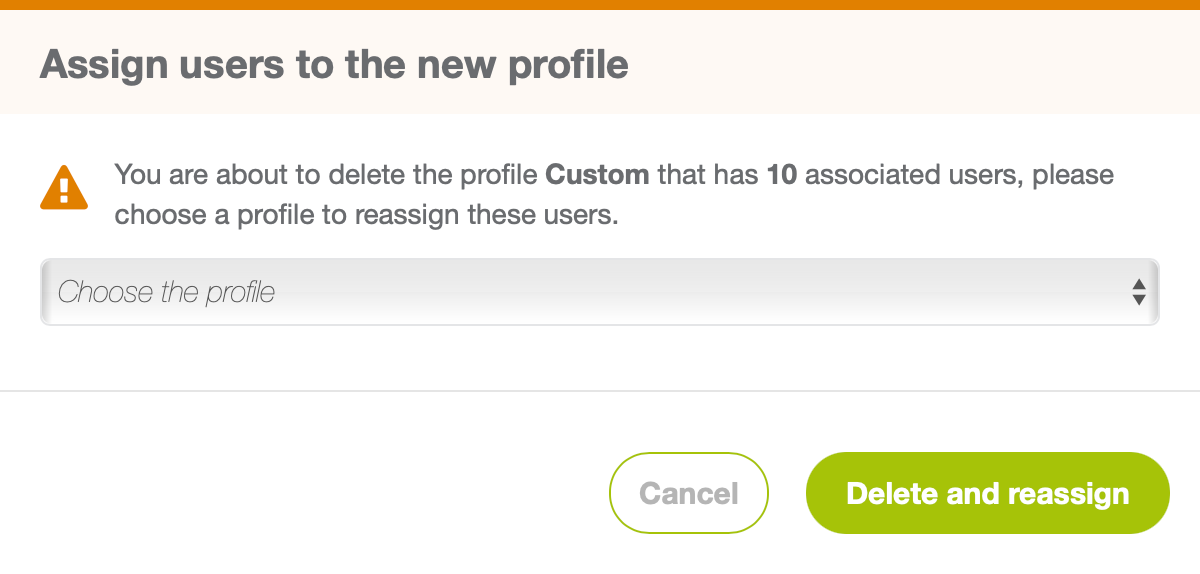 Assign users to the new profile
You are about to delete the profile Custom that has 10 associated users, please
choose a profile to reassign these users.
Choose the profile
Cancel
Delete and reassign